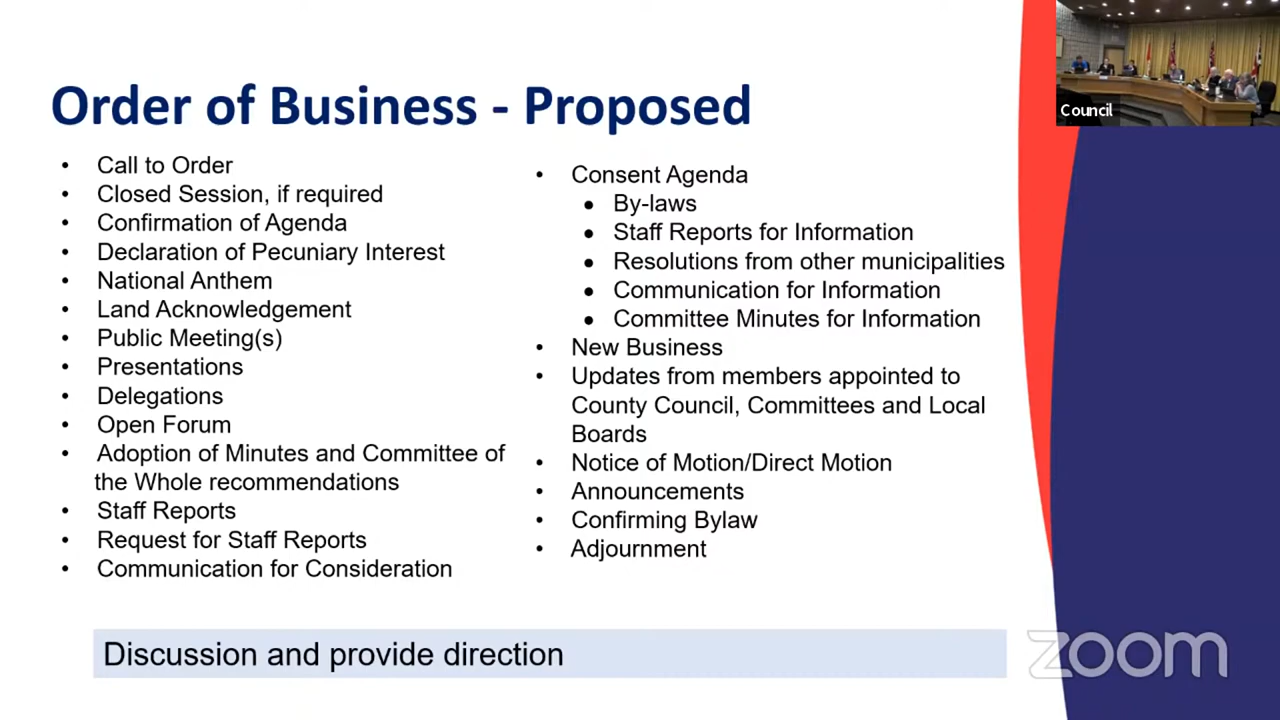 Order of Business - Proposed
• Call to Order
• Closed Session, if required
• Confirmation of Agenda
• Declaration of Pecuniary Interest
• National Anthem
• Land Acknowledgement
• Public Meeting(s)
• Presentations
• Delegations
• Open Forum
• Adoption of Minutes and Committee of
the Whole recommendations
• Staff Reports
• Request for Staff Reports
• Communication for Consideration
• Consent Agenda
• By-laws
• Staff Reports for Information
• Resolutions from other municipalities
• Communication for Information
• Committee Minutes for Information
• New Business
• Updates from members appointed to
County Council, Committees and Local
Boards
• Notice of Motion/Direct Motion
• Announcements
• Confirming Bylaw
• Adjournment
Discussion and provide direction
Council
zoom